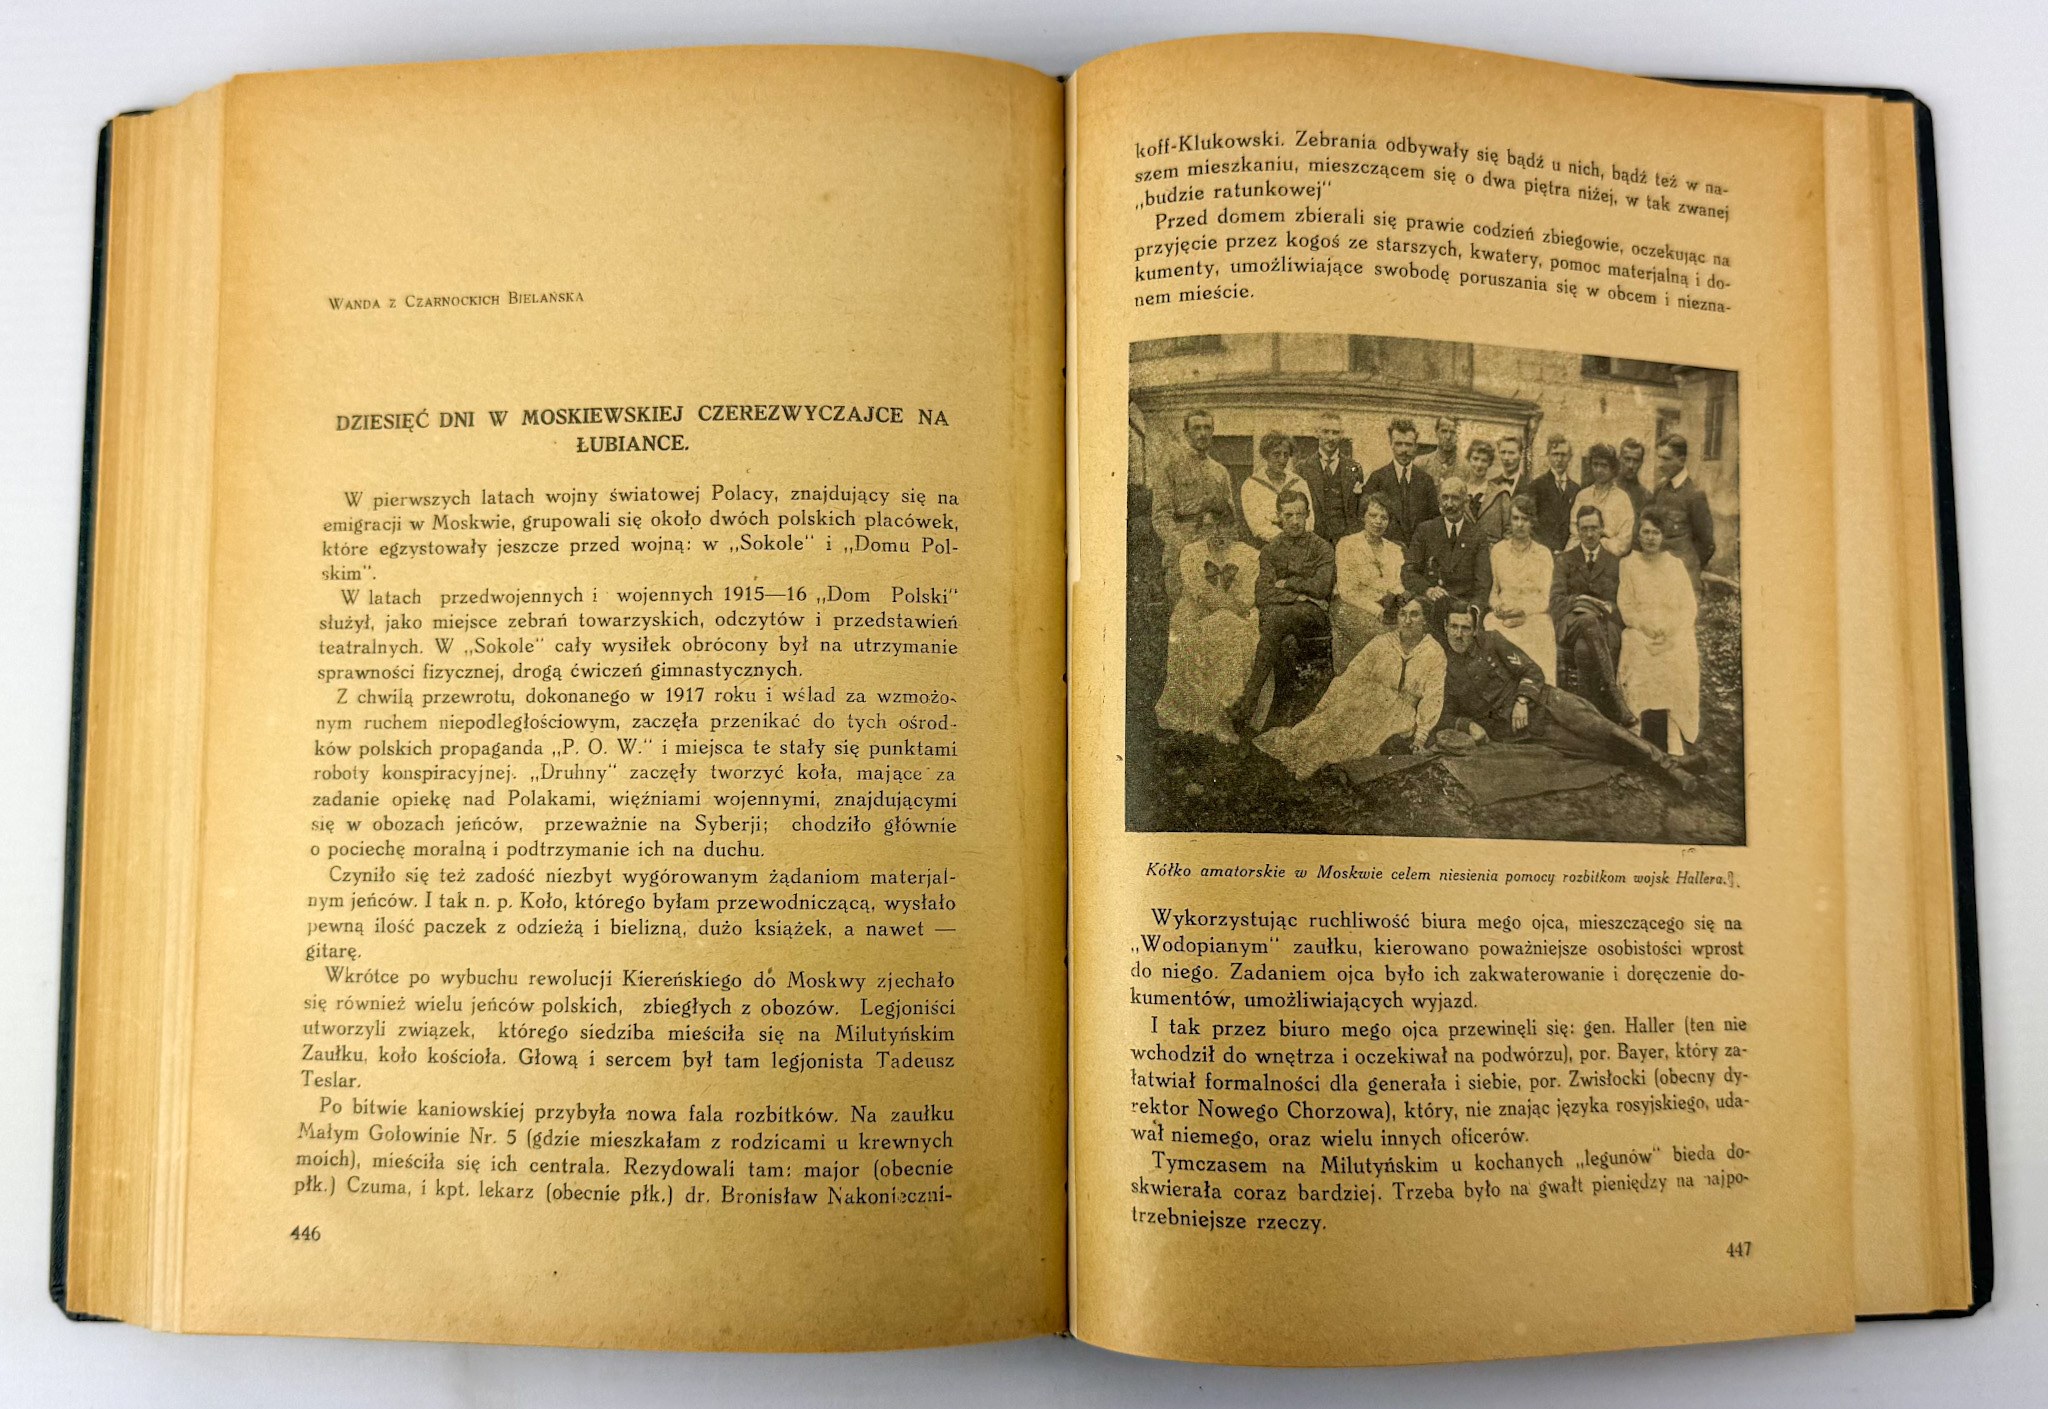 WANDA Z CZARNOCKICH BIELAŃSKA
DZIESIĘĆ DNI W MOSKIEWSKIEJ CZEREZWYCZAJCE NA
ŁUBIANCE.
W pierwszych latach wojny światowej Polacy, znajdujący się na
emigracji w Moskwie, grupowali się około dwóch polskich placówek,
które egzystowały jeszcze przed wojną: w „Sokole" i „Domu Pol-
skim".
W latach przedwojennych i wojennych 1915—16 „Dom Polski"
służył, jako miejsce zebrań towarzyskich, odczytów i przedstawień
teatralnych. W „Sokole" cały wysiłek obrócony był na utrzymanie
sprawności fizycznej, drogą ćwiczeń gimnastycznych.
Z chwilą przewrotu, dokonanego w 1917 roku i wślad za wzmożo-
nym ruchem niepodległościowym, zaczęła przenikać do tych ośrod-
ków polskich propaganda „P. O. W." i miejsca te stały się punktami
roboty konspiracyjnej. „Druhny" zaczęły tworzyć koła, mające za
zadanie opiekę nad Polakami, więźniami wojennymi, znajdującymi
się w obozach jeńców, przeważnie na Syberji; chodziło głównie
o pociechę moralną i podtrzymanie ich na duchu.
Czyniło się też zadość niezbyt wygórowanym żądaniom materjal-
nym jeńców. I tak n. p. Koło, którego byłam przewodniczącą, wysłało
pewną ilość paczek z odzieżą i bielizną, dużo książek, a nawet —
gitarę.
Wkrótce po wybuchu rewolucji Kiereńskiego do Moskwy zjechało
się również wielu jeńców polskich, zbiegłych z obozów. Legjoniści
utworzyli związek, którego siedziba mieściła się na Milutyńskim
Zaułku, koło kościoła. Głową i sercem był tam legjonista Tadeusz
Teslar.
Po bitwie kaniowskiej przybyła nowa fala rozbitków. Na zaułku
Małym Gołowinie Nr. 5 (gdzie mieszkałam z rodzicami u krewnych
moich), mieściła się ich centrala. Rezydowali tam: major (obecnie
płk.) Czuma, i kpt. lekarz (obecnie płk.) dr. Bronisław Nakonieczni-
446
koff-Klukowski. Zebrania odbywały się bądź u nich, bądź też w na-
szem mieszkaniu, mieszczącem się o dwa piętra niżej, w tak zwanej
„budzie ratunkowej"
Przed domem zbierali się prawie codzień zbiegowie, oczekując na
przyjęcie przez kogoś ze starszych, kwatery, pomoc materjalną i do-
kumenty, umożliwiające swobodę poruszania się w obcem i niezna-
nem mieście.
Kółko amatorskie w Moskwie celem niesienia pomocy rozbitkom wojsk Hallera.
Wykorzystując ruchliwość biura mego ojca, mieszczącego się na
„Wodopianym" zaułku, kierowano poważniejsze osobistości wprost
do niego. Zadaniem ojca było ich zakwaterowanie i doręczenie do-
kumentów, umożliwiających wyjazd.
I tak przez biuro mego ojca przewinęli się: gen. Haller (ten nie
wchodził do wnętrza i oczekiwał na podwórzu), por. Bayer, który za-
łatwiał formalności dla generała i siebie, por. Zwisłocki (obecny dy-
rektor Nowego Chorzowa), który, nie znając języka rosyjskiego, uda-
wał niemego, oraz wielu innych oficerów.
Tymczasem na Milutyńskim u kochanych „legunów" bieda do-
skwierała coraz bardziej. Trzeba było na gwałt pieniędzy na najpo-
trzebniejsze rzeczy.
447